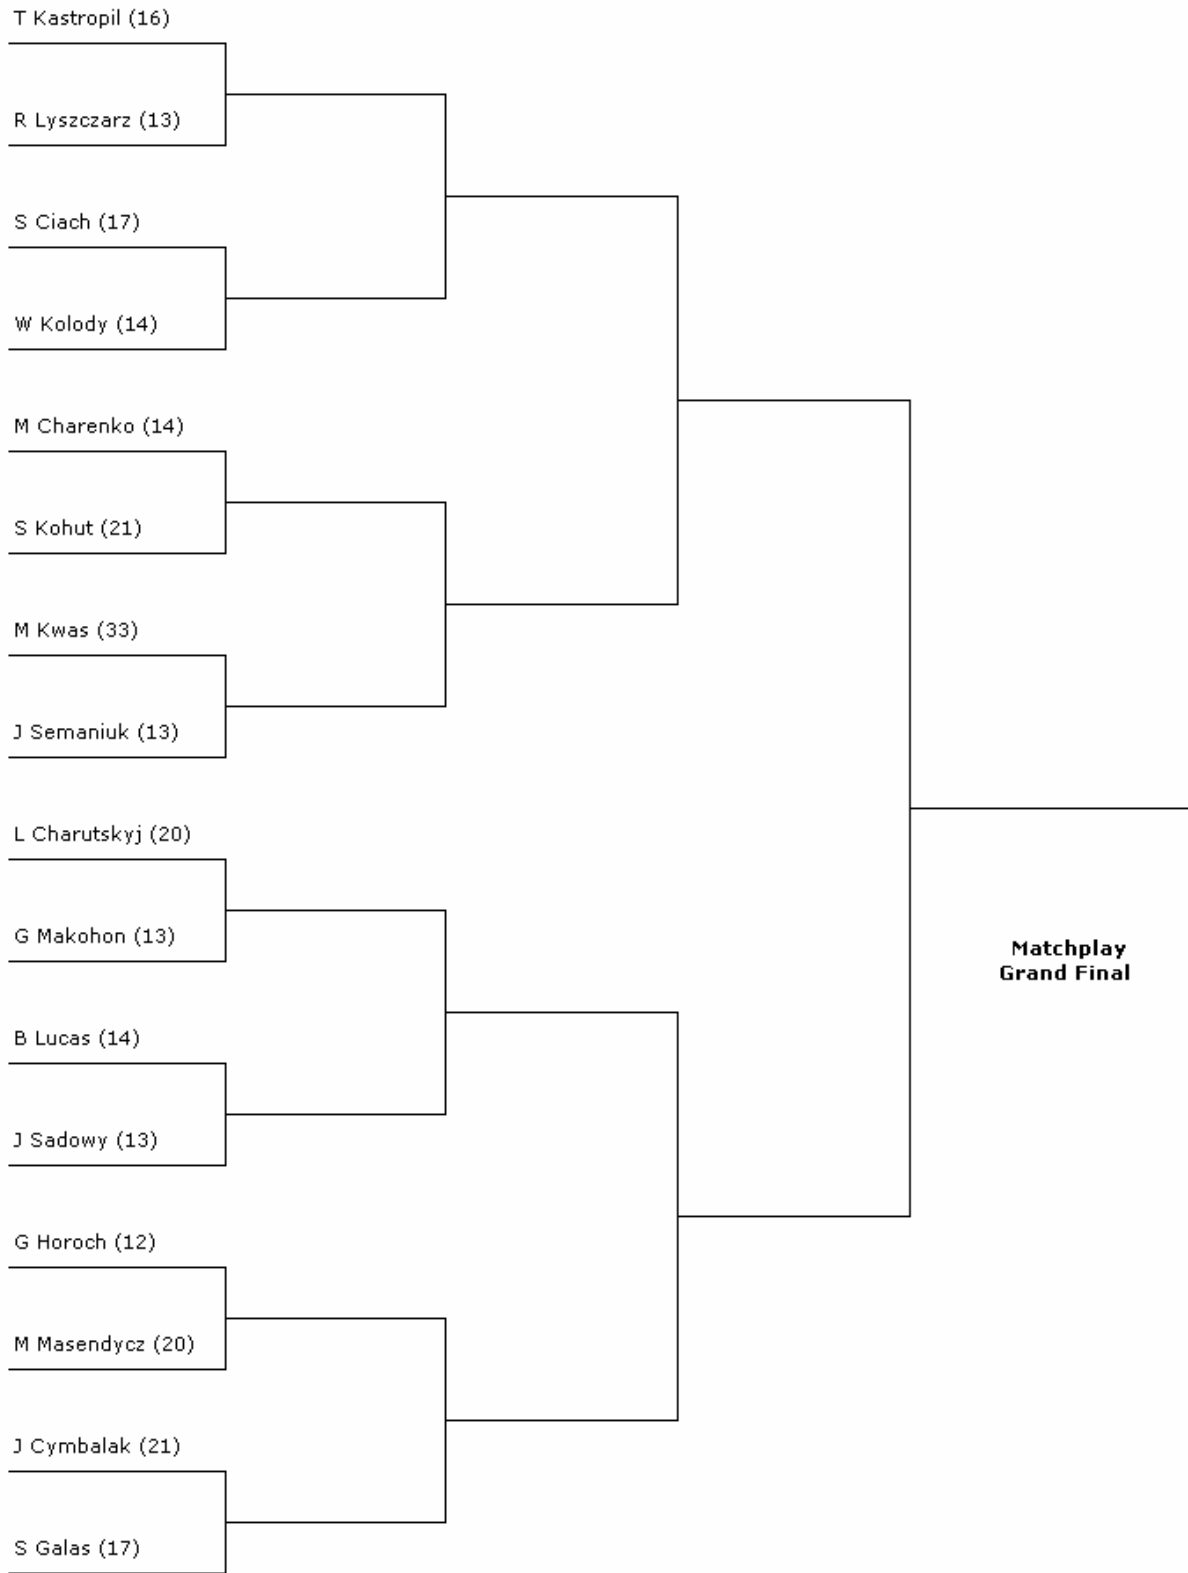 T Kastropil (16)
R Lyszczarz (13)
S Ciach (17)
W Kolody (14)
M Charenko (14)
S Kohut (21)
M Kwas (33)
J Semaniuk (13)
L Charutskyj (20)
G Makohon (13)
Matchplay
Grand Final
B Lucas (14)
J Sadowy (13)
G Horoch (12)
M Masendycz (20)
J Cymbalak (21)
S Galas (17)